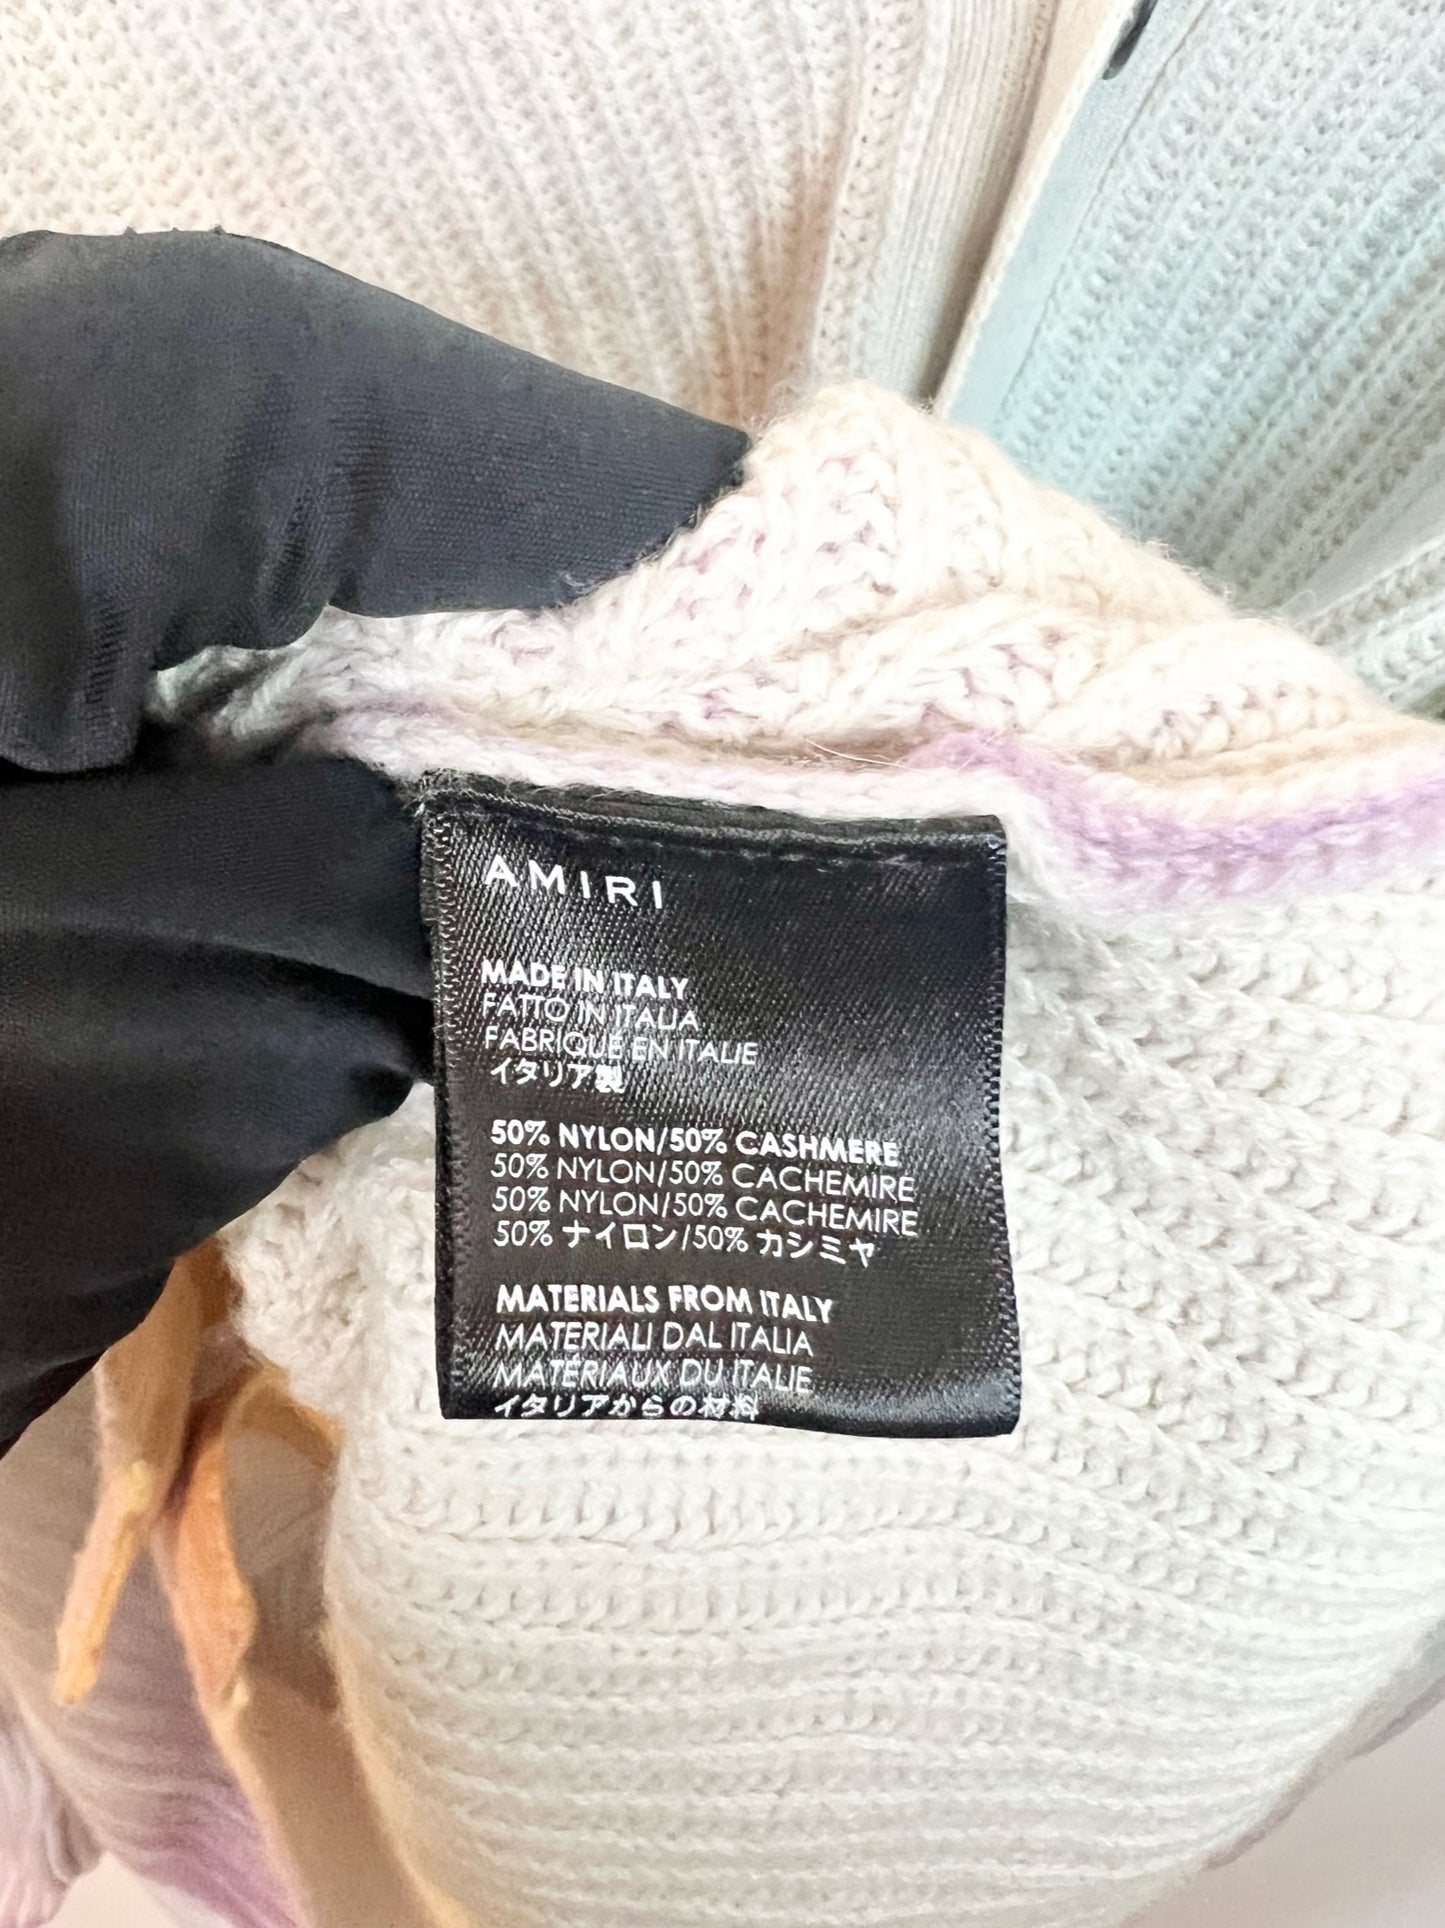 AMIRI
MADE IN ITALY
FATTO IN ITALIA
FABRIQUE EN ITALIE
イタリア製
50% NYLON/50% CASHMERE
50% NYLON/50% CACHEMIRE
50% NYLON/50% CACHEMIRE
50% ナイロン/50% カシミヤ
MATERIALS FROM ITALY
MATERIALI DAL ITALIA
MATÉRIAUX DU ITALIE
イタリアからの材料